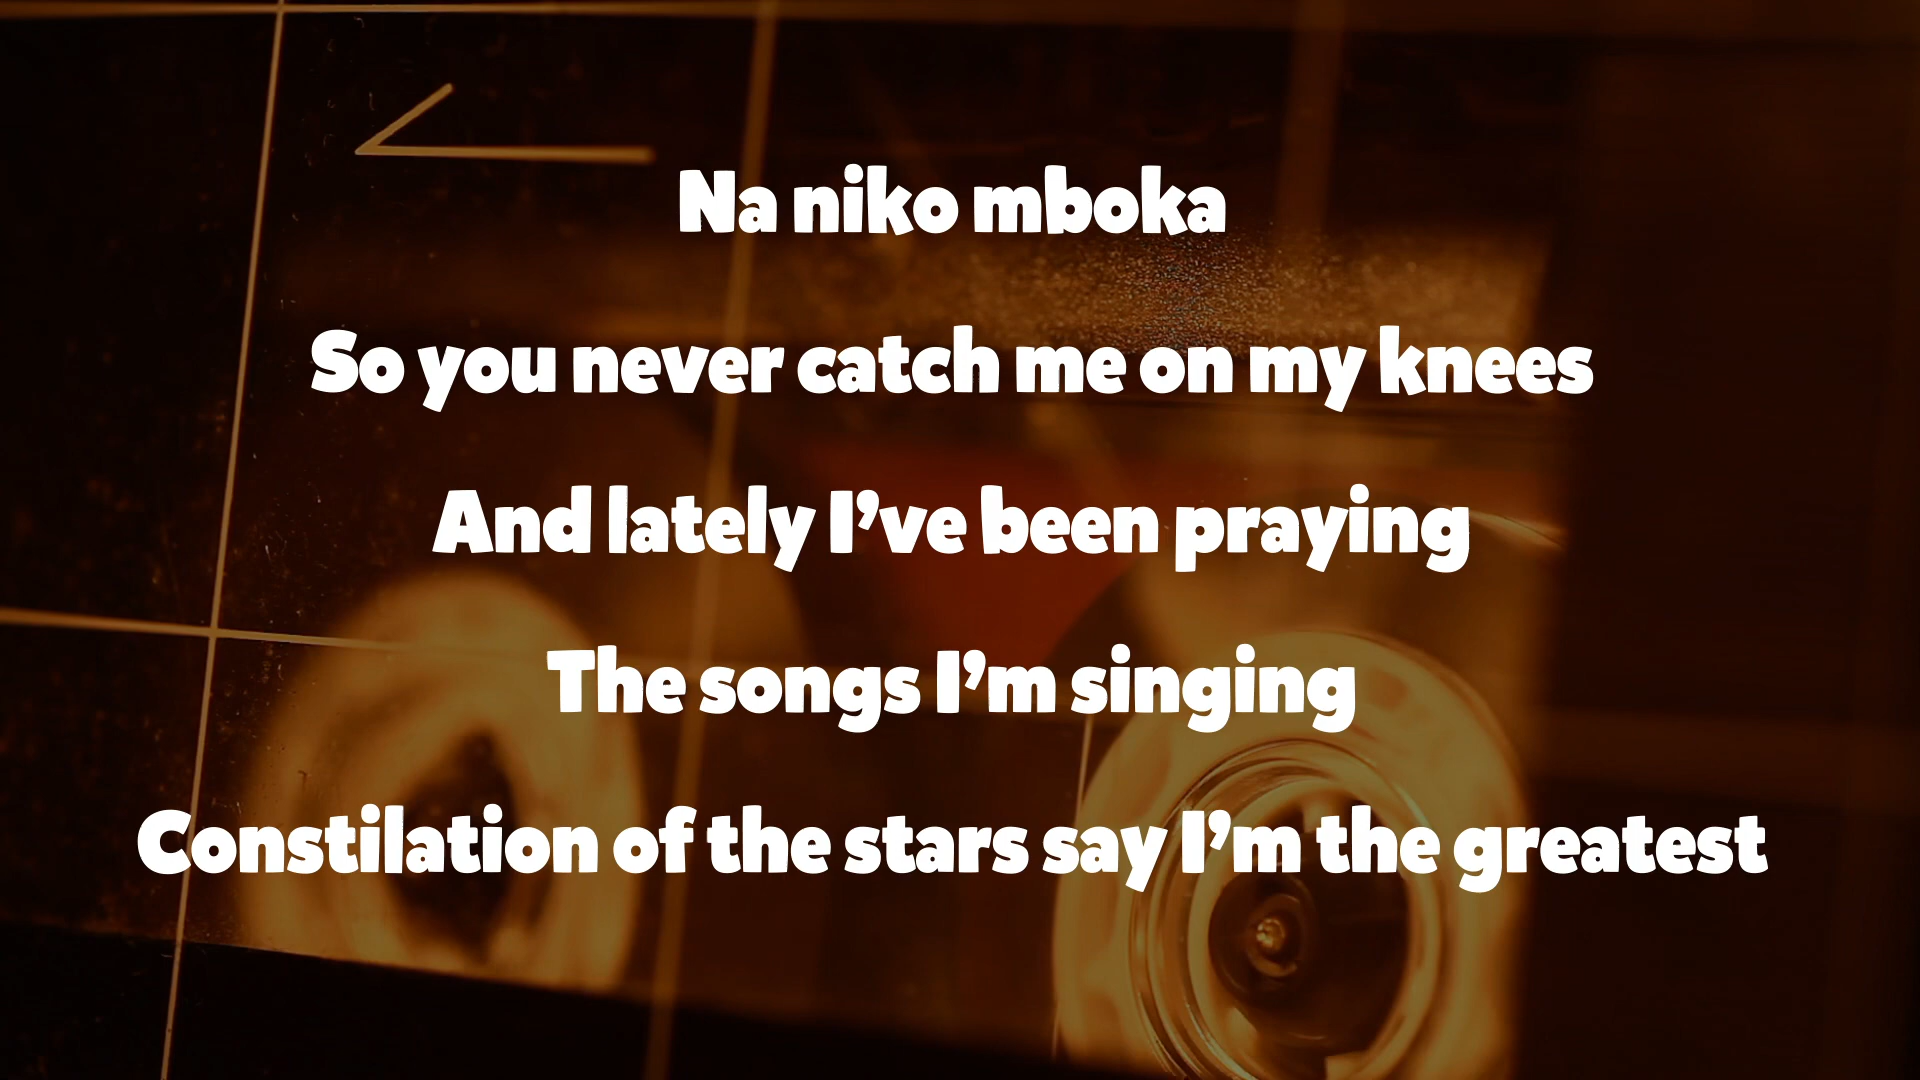 Na niko mboka
So you never catch me on my knees
And lately I’ve been praying
The songs I’m singing
Constilation of the stars say I’m the greatest